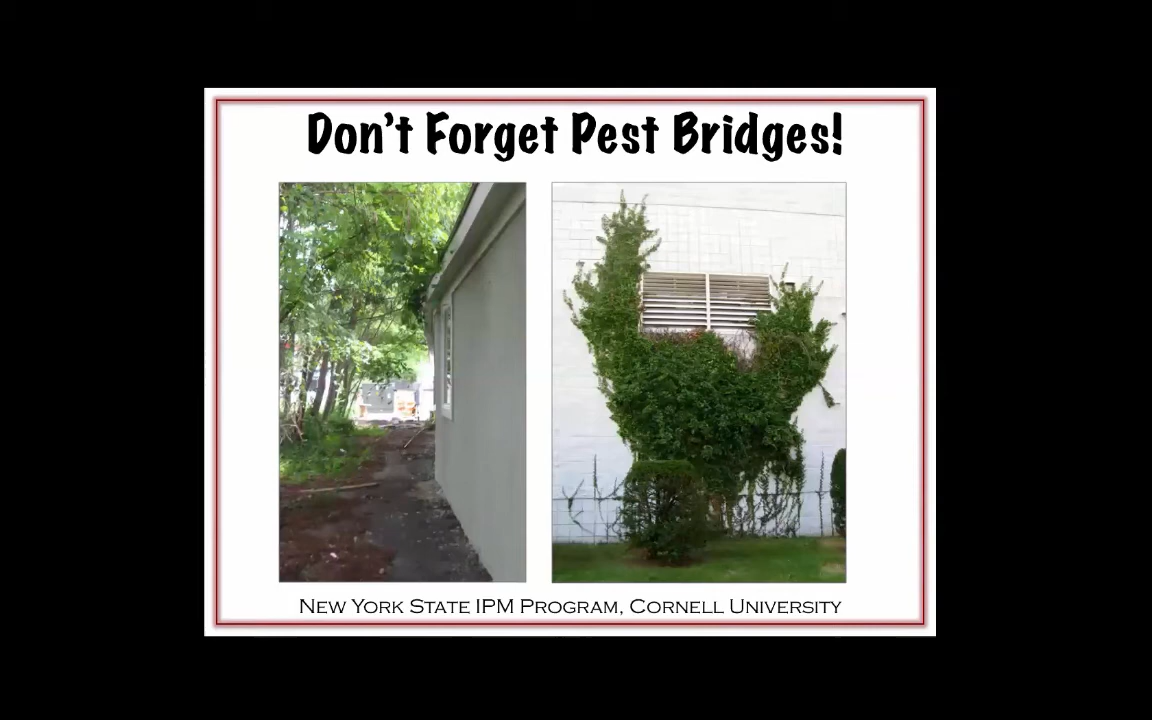 Don't Forget Pest Bridges!
New York State IPM Program, Cornell University